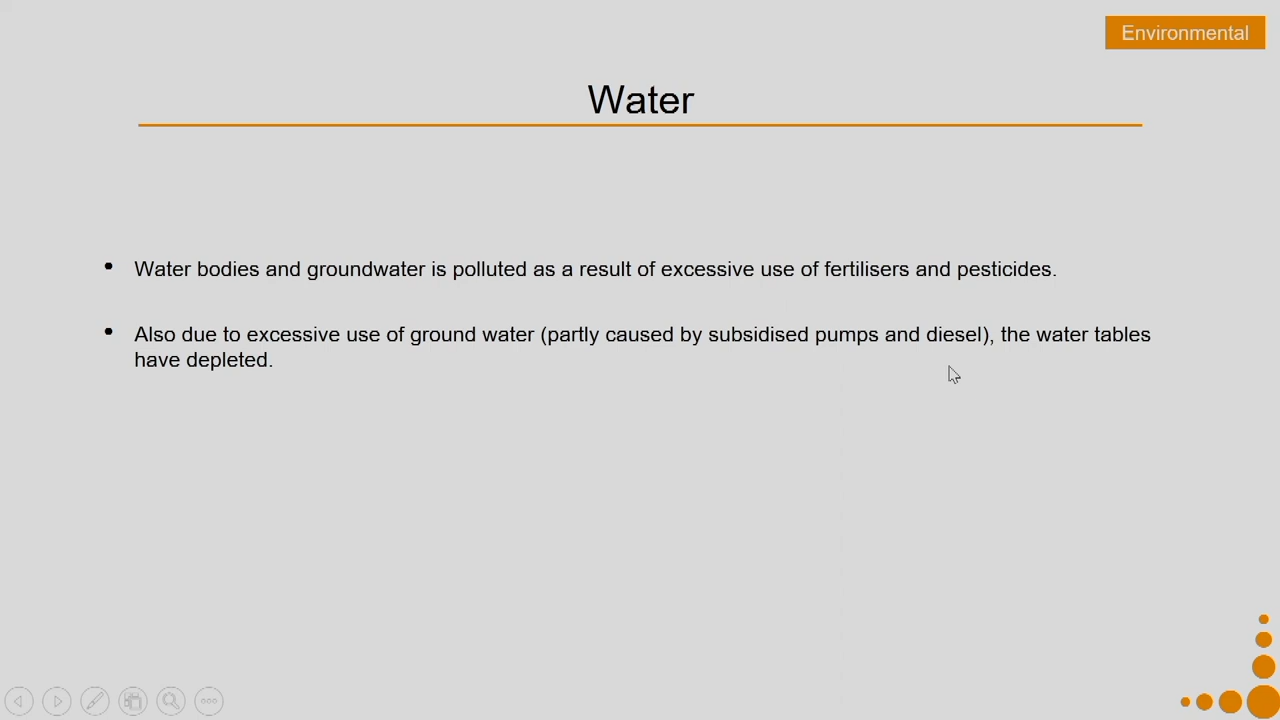 Environmental
Water
• Water bodies and groundwater is polluted as a result of excessive use of fertilisers and pesticides.
• Also due to excessive use of ground water (partly caused by subsidised pumps and diesel), the water tables
have depleted.